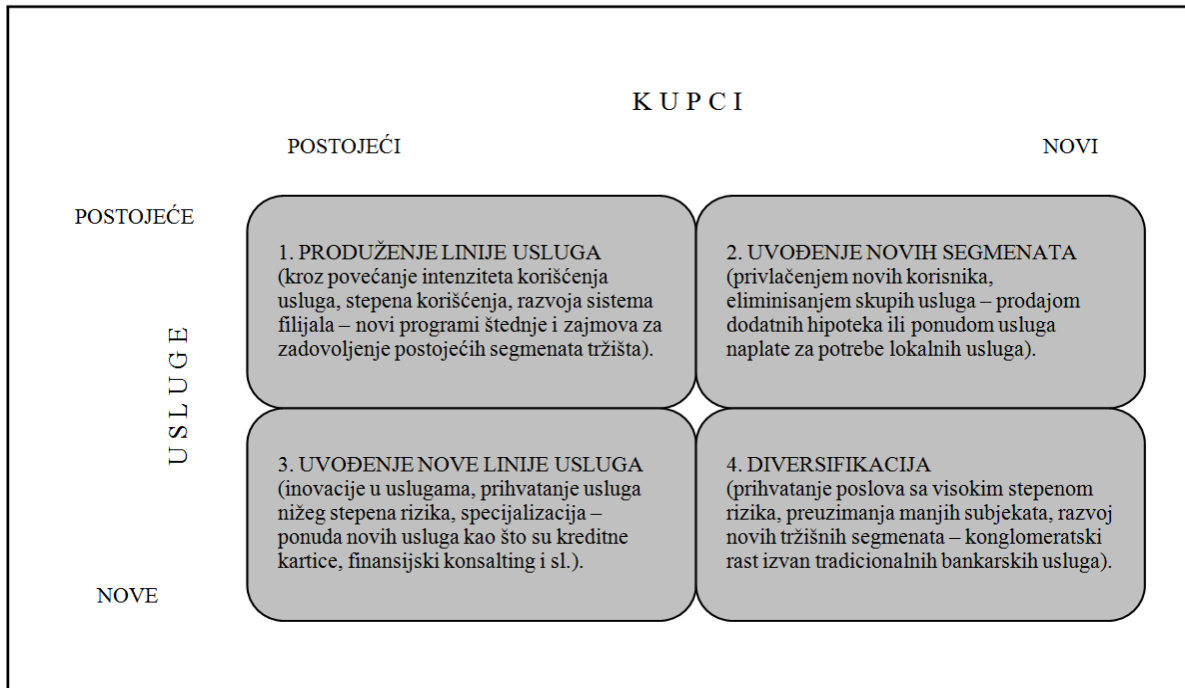 K U P C I
POSTOJEĆI
NOVI
POSTOJEĆE
U S L U G E
NOVE
1. PRODUŽENJE LINIJE USLUGA
(kroz povećanje intenziteta korišćenja
usluga, stepena korišćenja, razvoja sistema
filijala – novi programi štednje i zajmova za
zadovoljenje postojećih segmenata tržišta).
2. UVOĐENJE NOVIH SEGMENATA
(privlačenjem novih korisnika,
eliminisanjem skupih usluga – prodajom
dodatnih hipoteka ili ponudom usluga
naplate za potrebe lokalnih usluga).
3. UVOĐENJE NOVE LINIJE USLUGA
(inovacije u uslugama, prihvatanje usluga
nižeg stepena rizika, specijalizacija –
ponuda novih usluga kao što su kreditne
kartice, finansijski konsalting i sl.).
4. DIVERSIFIKACIJA
(prihvatanje poslova sa visokim stepenom
rizika, preuzimanja manjih subjekata, razvoj
novih tržišnih segmenata – konglomeratski
rast izvan tradicionalnih bankarskih usluga).